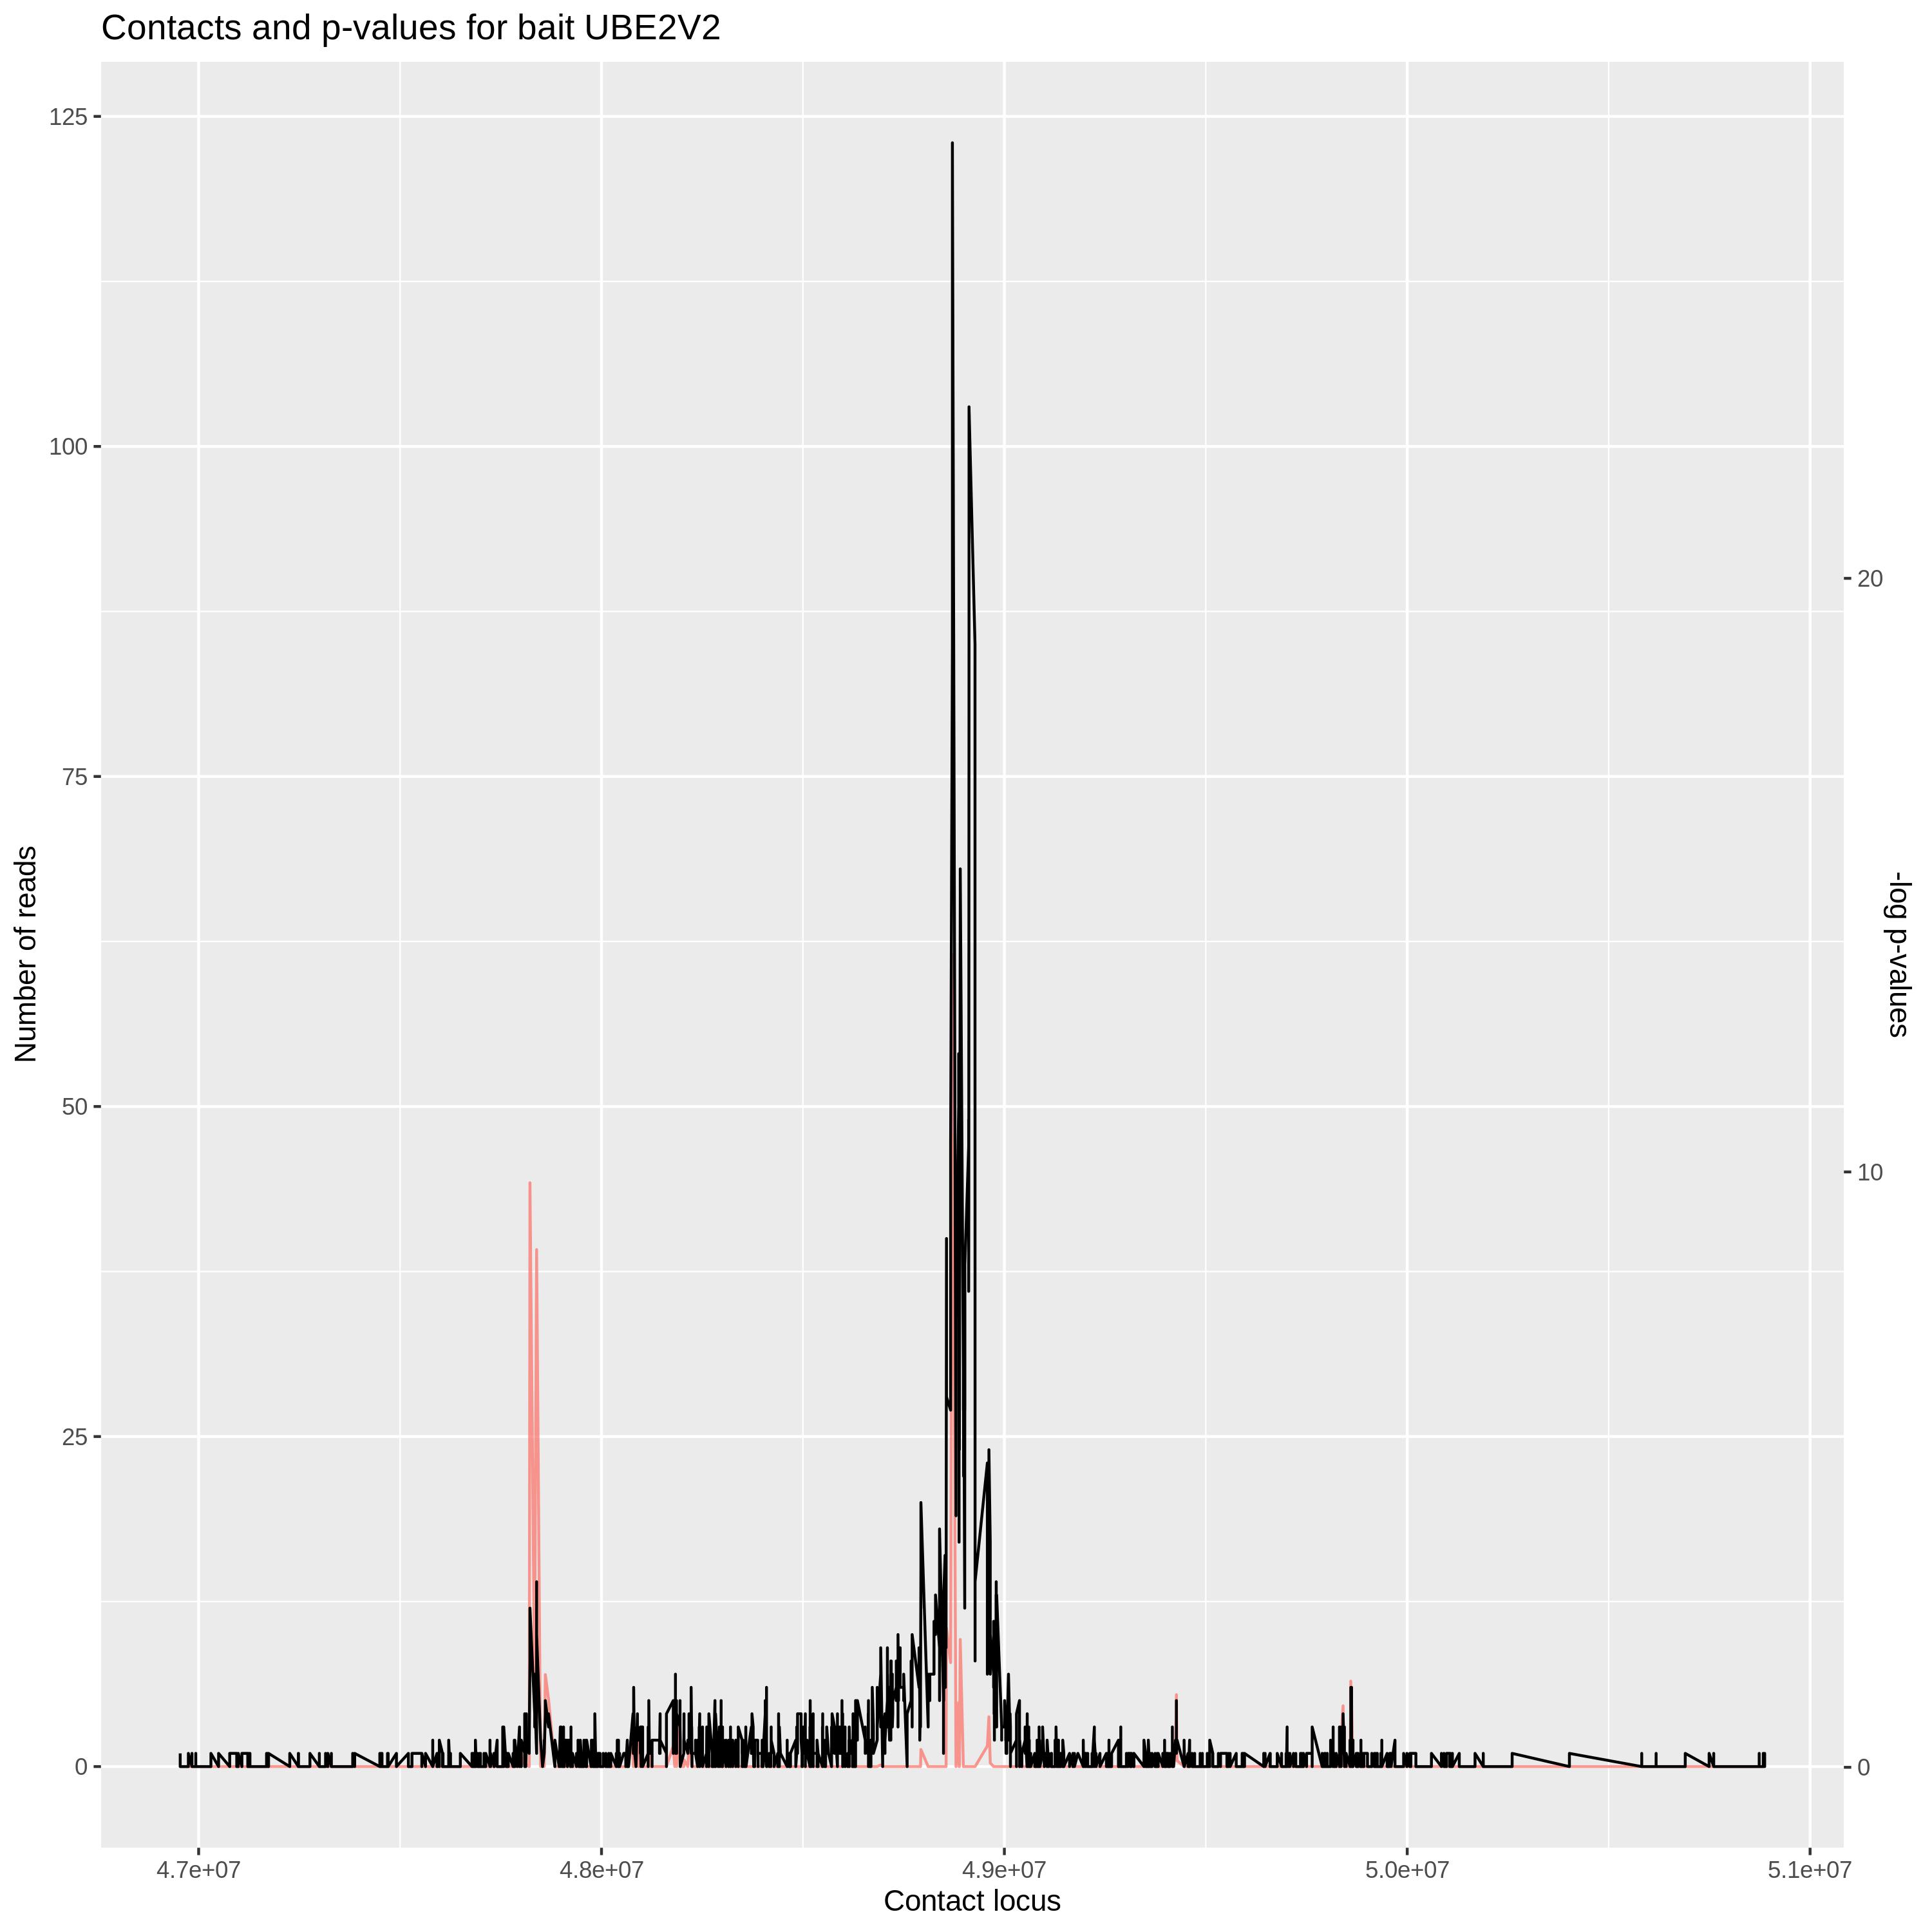 Contacts and p-values for bait UBE2V2
125
100
75
50
25
0
Number of reads
20
10
0
-log p-values
4.7e+07 4.8e+07 4.9e+07 5.0e+07 5.1e+07
Contact locus